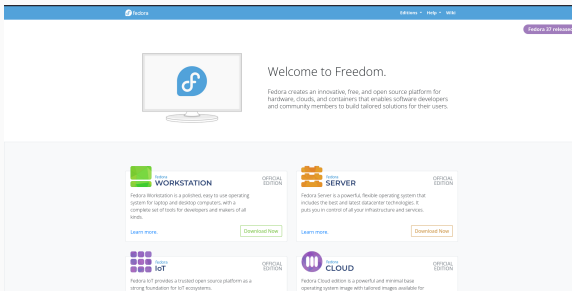 fedora
Editions
Help
Wiki
Fedora 37 released
Welcome to Freedom.
Fedora creates an innovative, free, and open source platform for
hardware, clouds, and containers that enables software developers
and community members to build tailored solutions for their users.
fedora
WORKSTATION
OFFICIAL
EDITION
Fedora Workstation is a polished, easy to use operating
system for laptop and desktop computers, with a
complete set of tools for developers and makers of all
kinds.
Learn more.
Download Now
fedora
SERVER
OFFICIAL
EDITION
Fedora Server is a powerful, flexible operating system that
includes the best and latest datacenter technologies. It
puts you in control of all your infrastructure and services.
Learn more.
Download Now
fedora
IoT
OFFICIAL
EDITION
Fedora IoT provides a trusted open source platform as a
strong foundation for IoT ecosystems.
fedora
CLOUD
OFFICIAL
EDITION
Fedora Cloud edition is a powerful and minimal base
operating system image with tailored images available for